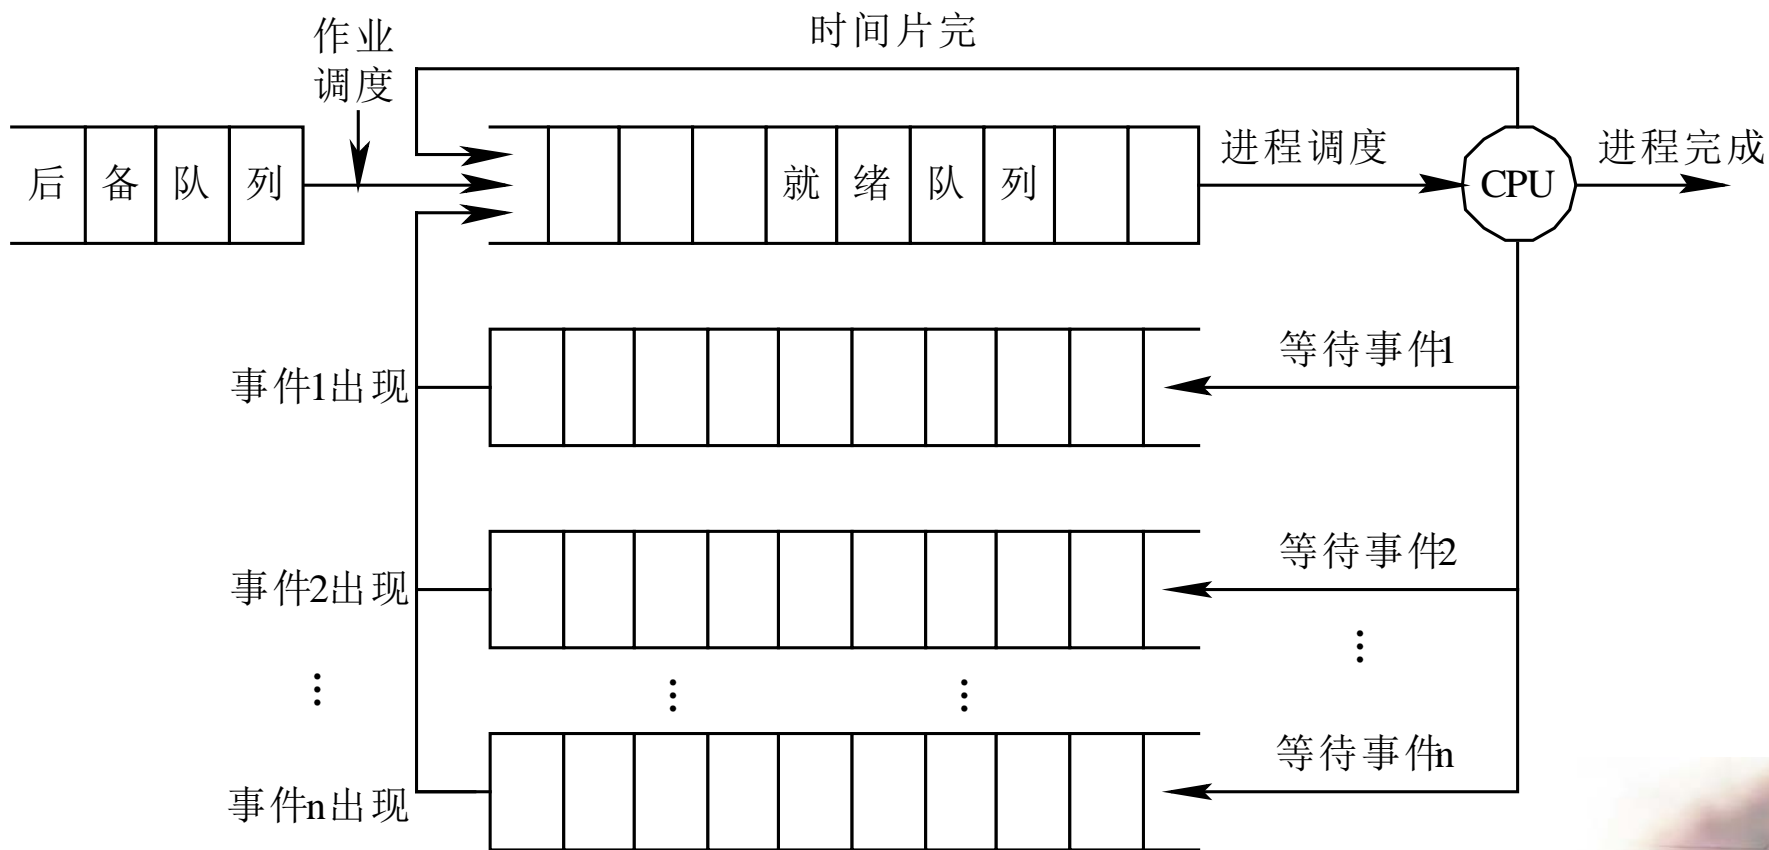 时间片完
作业
调度
后备队列
就绪队列
进程调度
CPU
进程完成
事件1出现
等待事件1
事件2出现
等待事件2
⋮
⋮
⋮
⋮
事件n出现
等待事件n